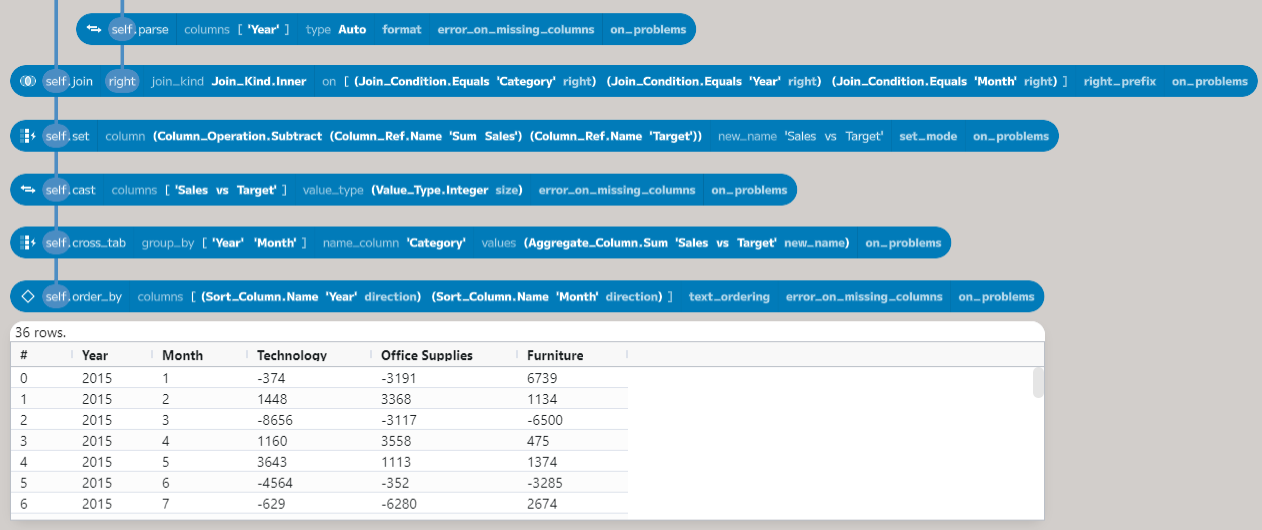 self.parse columns [ 'Year' ] type Auto format error_on_missing_columns on_problems
self.join right join_kind Join_Kind.Inner on [ (Join_Condition.Equals 'Category' right) (Join_Condition.Equals 'Year' right) (Join_Condition.Equals 'Month' right) ] right_prefix on_problems
self.set column (Column_Operation.Subtract (Column_Ref.Name 'Sum Sales') (Column_Ref.Name 'Target')) new_name 'Sales vs Target' set_mode on_problems
self.cast columns [ 'Sales vs Target' ] value_type (Value_Type.Integer size) error_on_missing_columns on_problems
self.cross_tab group_by [ 'Year' 'Month' ] name_column 'Category' values (Aggregate_Column.Sum 'Sales vs Target' new_name) on_problems
self.order_by columns [ (Sort_Column.Name 'Year' direction) (Sort_Column.Name 'Month' direction) ] text_ordering error_on_missing_columns on_problems
36 rows.
# Year Month Technology Office Supplies Furniture
0 2015 1 -374 -3191 6739
1 2015 2 1448 3368 1134
2 2015 3 -8656 -3117 -6500
3 2015 4 1160 3558 475
4 2015 5 3643 1113 1374
5 2015 6 -4564 -352 -3285
6 2015 7 -629 -6280 2674